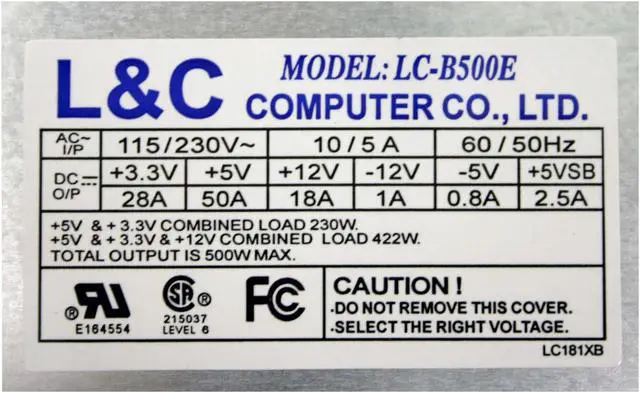 L&C MODEL: LC-B500E
COMPUTER CO., LTD.
AC~ I/P 115/230V~ 10/5A 60/50Hz
DC O/P +3.3V +5V +12V -12V -5V +5VSB
28A 50A 18A 1A 0.8A 2.5A
+5V & +3.3V COMBINED LOAD 230W.
+5V & +3.3V & +12V COMBINED LOAD 422W.
TOTAL OUTPUT IS 500W MAX.
RU ®
E164554
SA ®
215037
LEVEL 6
FC
CAUTION !
·DO NOT REMOVE THIS COVER.
·SELECT THE RIGHT VOLTAGE.
LC181XB